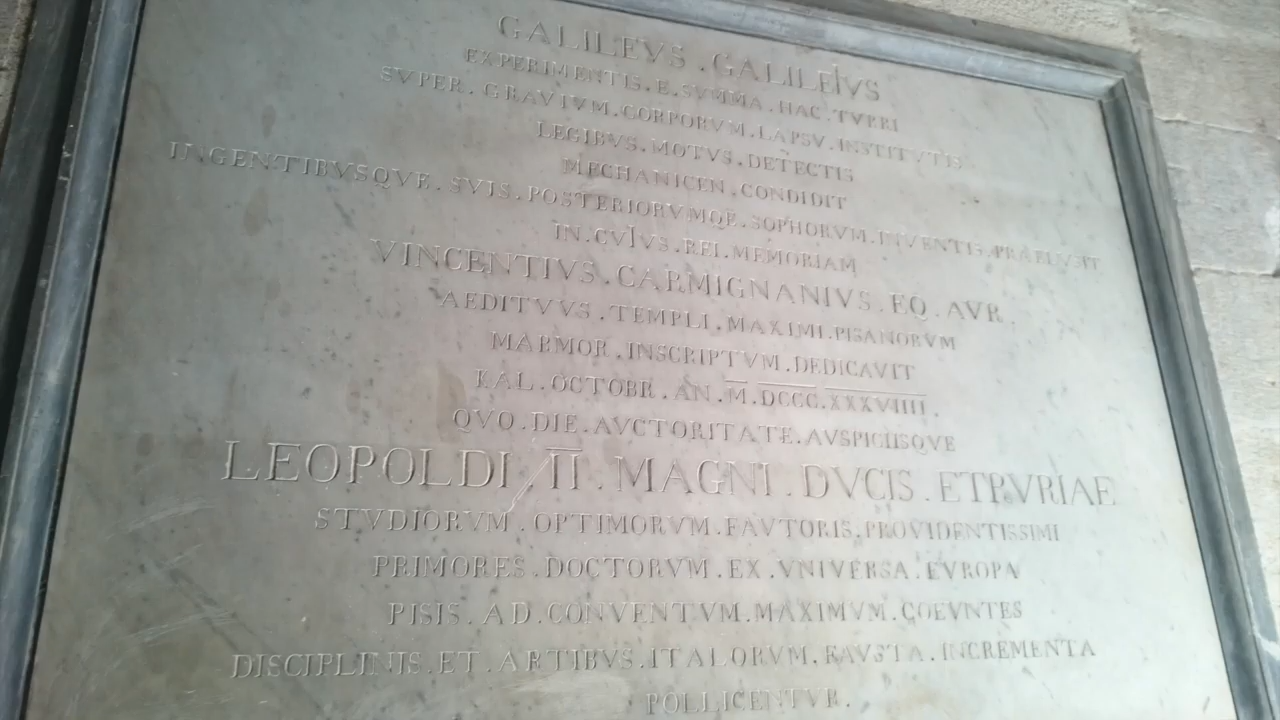 GALILEVS . GALILEIVS
EXPERIMENTIS . E . SVMMA . HAC . TVRRI
SVPER . GRAVIVM . CORPORVM . LAPSV . INSTITVTIS
LEGIBVS . MOTVS . DETECTIS
MECHANICEN . CONDIDIT
INGENTIBVSQVE . SVIS . POSTERIORVMQE . SOPHORVM . INVENTIS . PRAELVSIT
IN . CVIVS . REI . MEMORIAM
VINCENTIVS . CARMIGNANIVS . EQ . AVR .
AEDITVVS . TEMPLI . MAXIMI . PISANORVM
MARMOR . INSCRIPTVM . DEDICAVIT
KAL . OCTOBR . AN . M . DCCC . XXXVIIII .
QVO . DIE . AVCTORITATE . AVSPICIISQVE
LEOPOLDI II . MAGNI . DVCIS . ETRVRIAE
STVDIORVM . OPTIMORVM . FAVTORIS . PROVIDENTISSIMI
PRIMORES . DOCTORVM . EX . VNIVERSA . EVROPA
PISIS . AD . CONVENTVM . MAXIMVM . COEVNTES
DISCIPLINIS . ET . ARTIBVS . ITALORVM . FAVSTA . INCREMENTA
POLLICENTVR .